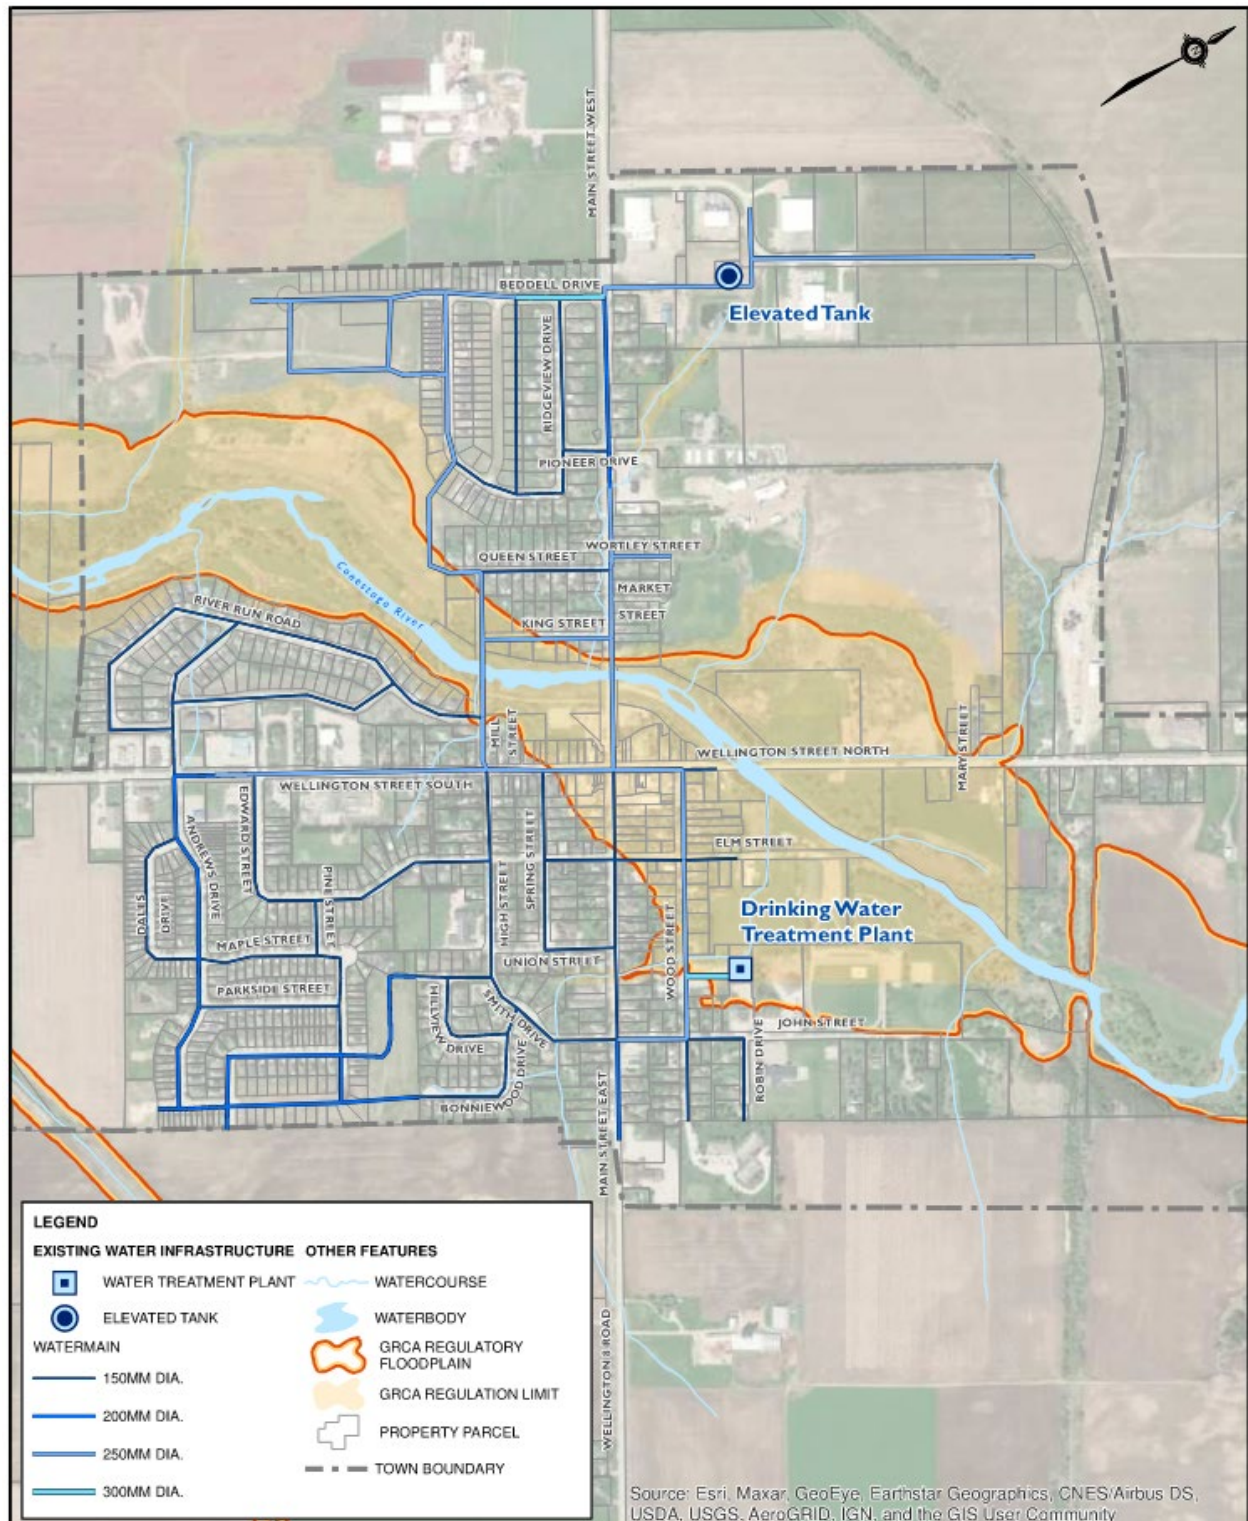 MAIN STREET WEST
BEDDELL DRIVE
Elevated Tank
RIDGEVIEW DRIVE
PIONEER DRIVE
WORTLEY STREET
QUEEN STREET
MARKET
STREET
KING STREET
Conestogo River
RIVER RUN ROAD
MILL
STREET
WELLINGTON STREET NORTH
MARY STREET
WELLINGTON STREET SOUTH
EDWARD STREET
ANDREWS DRIVE
SPRING STREET
HIGH STREET
ELM STREET
PINE STREET
DALES
DRIVE
MAPLE STREET
Drinking Water
Treatment Plant
WOOD STREET
UNION STREET
PARKSIDE STREET
HILLVIEW
DRIVE
SMITH DRIVE
JOHN STREET
ROBIN DRIVE
BONNIEWOOD DRIVE
MAIN STREET EAST
WELLINGTON 8 ROAD
LEGEND
EXISTING WATER INFRASTRUCTURE
WATER TREATMENT PLANT
ELEVATED TANK
WATERMAIN
150MM DIA.
200MM DIA.
250MM DIA.
300MM DIA.
OTHER FEATURES
WATERCOURSE
WATERBODY
GRCA REGULATORY
FLOODPLAIN
GRCA REGULATION LIMIT
PROPERTY PARCEL
TOWN BOUNDARY
Source: Esri, Maxar, GeoEye, Earthstar Geographics, CNES/Airbus DS,
USDA, USGS, AeroGRID, IGN, and the GIS User Community